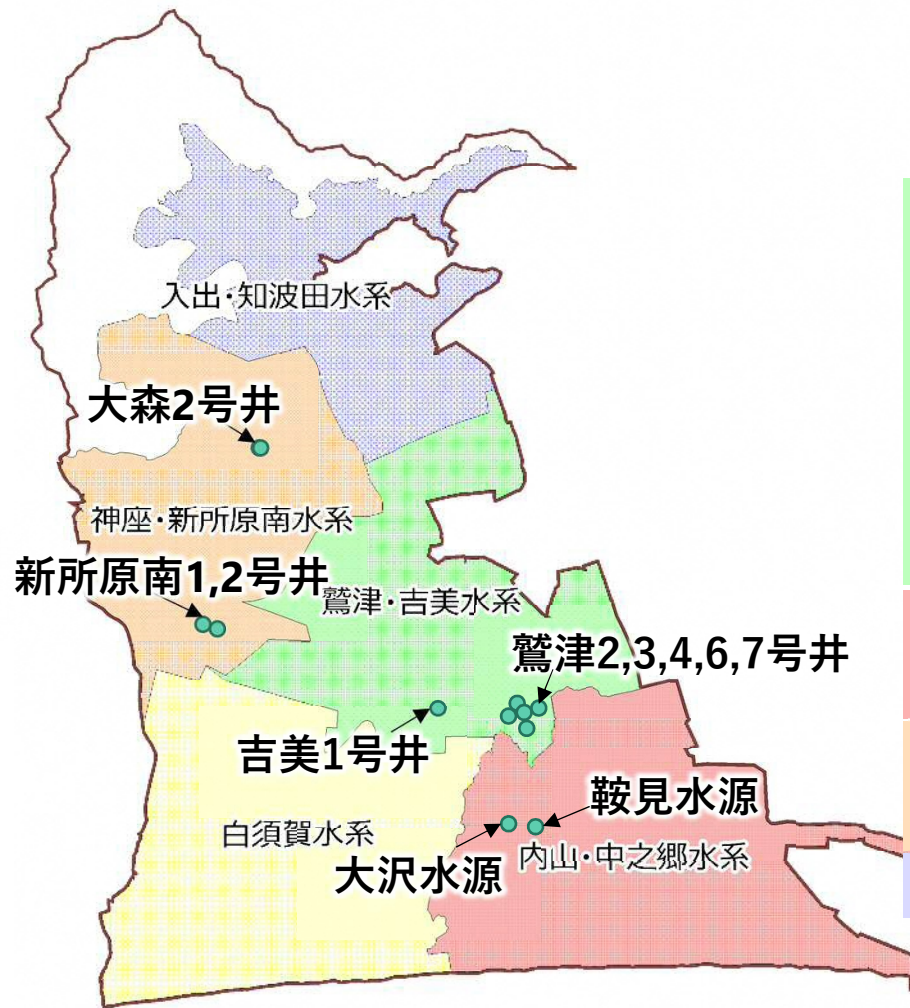 入出・知波田水系
大森2号井
神座・新所原南水系
新所原南1,2号井
鷲津・吉美水系
鷲津2,3,4,6,7号井
吉美1号井
鞍見水源
白須賀水系
内山・中之郷水系
大沢水源